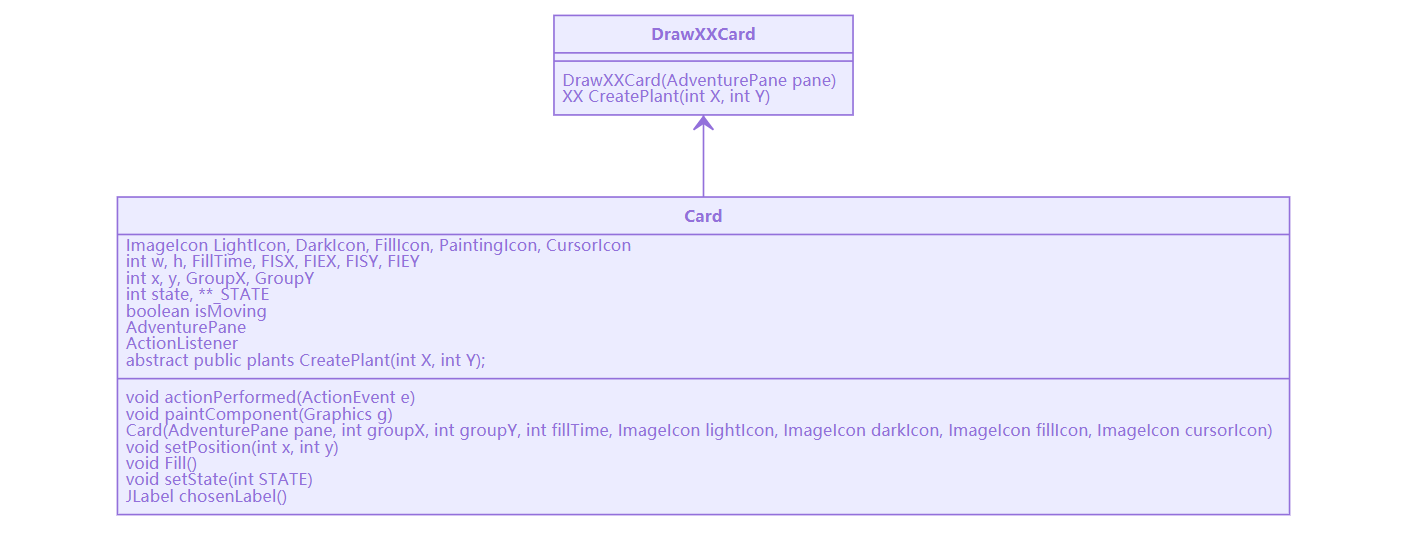 DrawXXCard
DrawXXCard(AdventurePane pane)
XX CreatePlant(int X, int Y)
Card
ImageIcon LightIcon, DarkIcon, FillIcon, PaintingIcon, CursorIcon
int w, h, FillTime, FISX, FIEX, FISY, FIEY
int x, y, GroupX, GroupY
int state, **_STATE
boolean isMoving
AdventurePane
ActionListener
abstract public plants CreatePlant(int X, int Y);
void actionPerformed(ActionEvent e)
void paintComponent(Graphics g)
Card(AdventurePane pane, int groupX, int groupY, int fillTime, ImageIcon lightIcon, ImageIcon darkIcon, ImageIcon fillIcon, ImageIcon cursorIcon)
void setPosition(int x, int y)
void Fill()
void setState(int STATE)
JLabel chosenLabel()